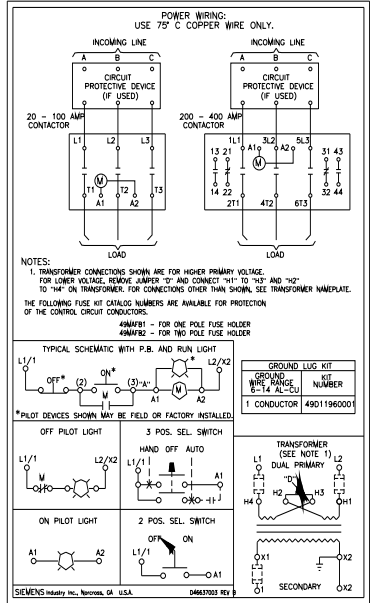 POWER WIRING:
USE 75° C COPPER WIRE ONLY.
INCOMING LINE
INCOMING LINE
A B C
A B C
CIRCUIT
PROTECTIVE DEVICE
(IF USED)
CIRCUIT
PROTECTIVE DEVICE
(IF USED)
20 - 100 AMP
CONTACTOR
200 - 400 AMP
CONTACTOR
L1 L2 L3
1L1 3L2 5L3
A1 A2
13 21
31 43
M
M
T1 T2 T3
A1 A2
14 22
32 44
2T1 4T2 6T3
LOAD
LOAD
NOTES:
1. TRANSFORMER CONNECTIONS SHOWN ARE FOR HIGHER PRIMARY VOLTAGE.
FOR LOWER VOLTAGE, REMOVE JUMPER "D" AND CONNECT "H1" TO "H3" AND "H2"
TO "H4" ON TRANSFORMER. FOR CONNECTIONS OTHER THAN SHOWN, SEE TRANSFORMER NAMEPLATE.
THE FOLLOWING FUSE KIT CATALOG NUMBERS ARE AVAILABLE FOR PROTECTION
OF THE CONTROL CIRCUIT CONDUCTORS.
49MAFB1 - FOR ONE POLE FUSE HOLDER
49MAFB2 - FOR TWO POLE FUSE HOLDER
TYPICAL SCHEMATIC WITH P.B. AND RUN LIGHT
L1/1 L2/X2
OFF* ON* *
(2) (3)"A"
M A1 M A2
*PILOT DEVICES SHOWN MAY BE FIELD OR FACTORY INSTALLED.
GROUND LUG KIT
GROUND
WIRE RANGE
6-14 AL-CU
KIT
NUMBER
1 CONDUCTOR 49D11960001
OFF PILOT LIGHT
L1/1 L2/X2
M
3 POS. SEL. SWITCH
HAND OFF AUTO
L1/1 A1
TRANSFORMER
(SEE NOTE 1)
L1 DUAL PRIMARY L2
"D"
H4 H2 H3 H1
X1 X2
1 SECONDARY X2
ON PILOT LIGHT
A1 A2
2 POS. SEL. SWITCH
OFF ON
L1/1
A1
SIEMENS Industry Inc., Norcross, GA U.S.A. D46637003 REV B